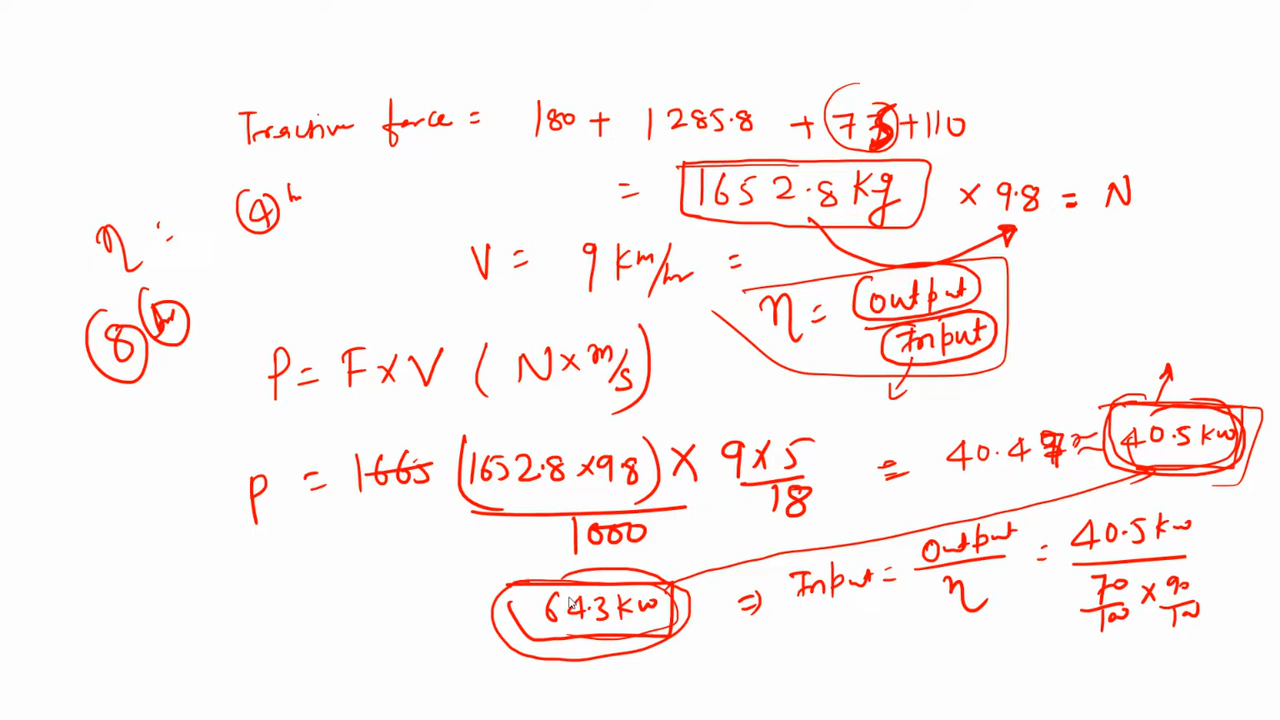 Tractive force = 180 + 1285.8 + 77 + 110
= 1652.8 kg × 9.8 = N
η : 4 h
8 hr
V = 9 km/hr =
η = output / Input
P = F × V ( N × m/s )
P = 1665 (1652.8 × 9.8) / 1000 × 9×5 / 18 = 40.49 ≈ 40.5 kw
64.3 kw ⇒ Input = output / η = 40.5 kw / 70/100 × 90/100